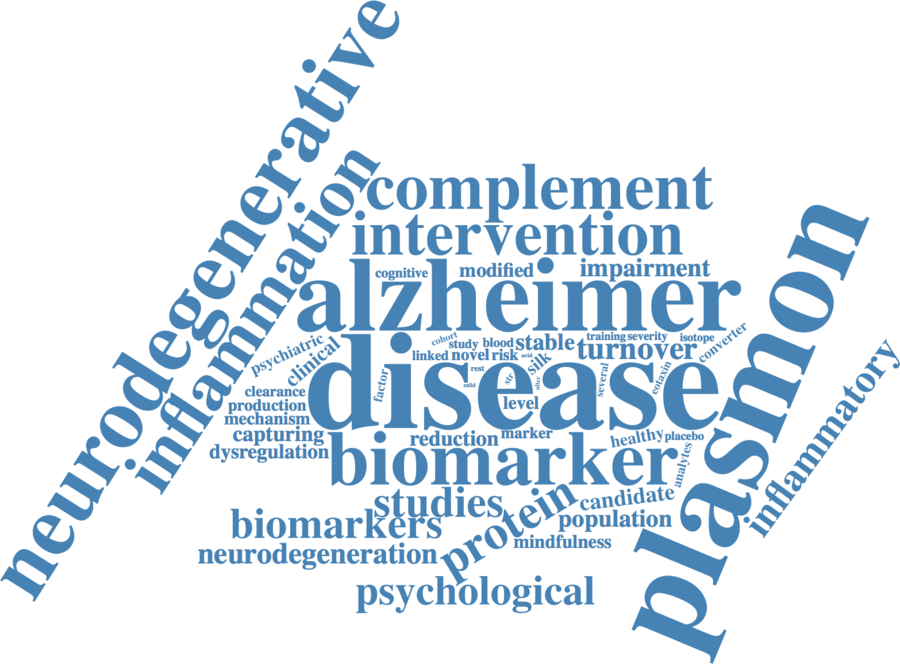 neurodegenerative
inflammation
complement
intervention
cognitive
modified
impairment
alzheimer
plasmon
inflammatory
psychiatric
clinical
cohort
study
blood
stable
training
severity
isotope
converter
linked
novel
risk
acid
silk
turnover
rest
mild
str
after
several
eotaxin
factor
disease
level
clearance
production
mechanism
capturing
dysregulation
reduction
marker
healthy
placebo
analytes
biomarker
studies
protein
candidate
biomarkers
population
neurodegeneration
mindfulness
psychological